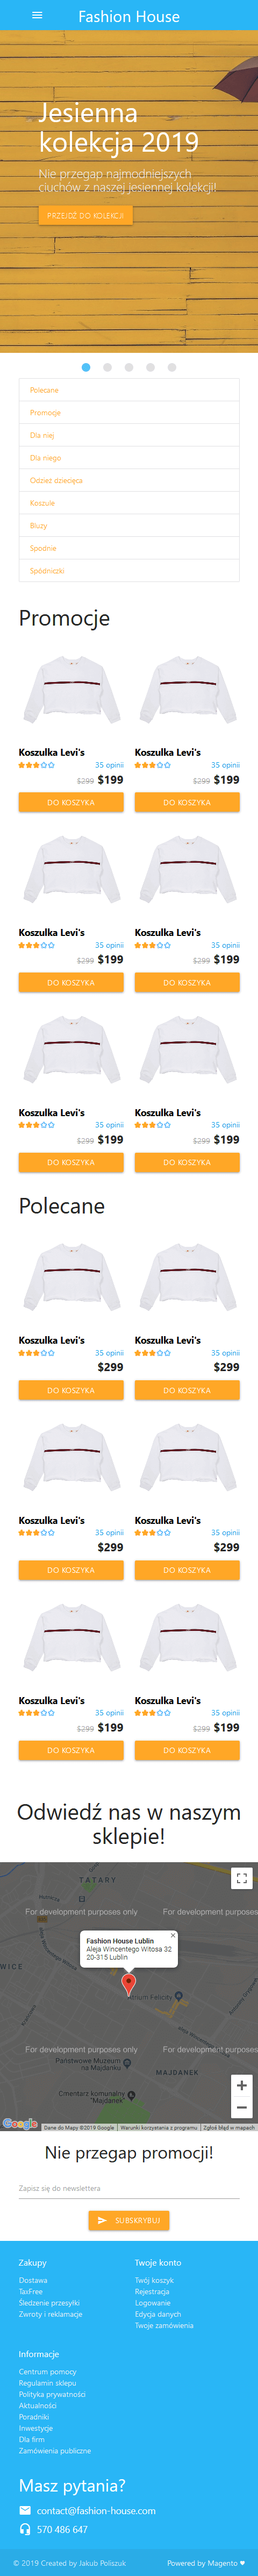 Fashion House
Jesienna
kolekcja 2019
Nie przegap najmodniejszych
ciuchów z naszej jesiennej kolekcji!
PRZEJDŹ DO KOLEKCJI
Polecane
Promocje
Dla niej
Dla niego
Odzież dziecięca
Koszule
Bluzy
Spodnie
Spódniczki
Promocje
Koszulka Levi's Koszulka Levi's
35 opinii 35 opinii
$299 $199 $299 $199
DO KOSZYKA DO KOSZYKA
Koszulka Levi's Koszulka Levi's
35 opinii 35 opinii
$299 $199 $299 $199
DO KOSZYKA DO KOSZYKA
Koszulka Levi's Koszulka Levi's
35 opinii 35 opinii
$299 $199 $299 $199
DO KOSZYKA DO KOSZYKA
Polecane
Koszulka Levi's Koszulka Levi's
35 opinii 35 opinii
$299 $299
DO KOSZYKA DO KOSZYKA
Koszulka Levi's Koszulka Levi's
35 opinii 35 opinii
$299 $299
DO KOSZYKA DO KOSZYKA
Koszulka Levi's Koszulka Levi's
35 opinii 35 opinii
$299 $199 $299 $199
DO KOSZYKA DO KOSZYKA
Odwiedź nas w naszym
sklepie!
TATARY
For development purposes only For development purposes
Fashion House Lublin
Aleja Wincentego Witosa 32
20-315 Lublin
WICE
Felicity
For development purposes only For development purposes
Państwowe Muzeum
na Majdanku
MAJDANEK
Cmentarz komunalny
"Majdanek"
Google
Dane do Mapy ©2019 Google Warunki korzystania z programu Zgłoś błąd w mapach
Nie przegap promocji!
Zapisz się do newslettera
SUBSKRYBUJ
Zakupy
Dostawa
TaxFree
Śledzenie przesyłki
Zwroty i reklamacje
Twoje konto
Twój koszyk
Rejestracja
Logowanie
Edycja danych
Twoje zamówienia
Informacje
Centrum pomocy
Regulamin sklepu
Polityka prywatności
Aktualności
Poradniki
Inwestycje
Dla firm
Zamówienia publiczne
Masz pytania?
contact@fashion-house.com
570 486 647
© 2019 Created by Jakub Poliszuk Powered by Magento